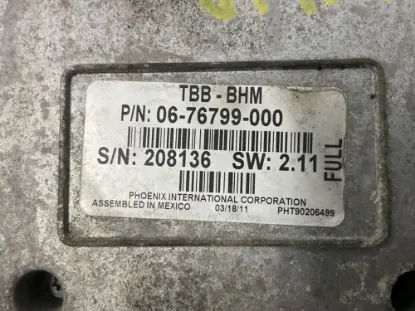 TBB - BHM
P/N: 06-76799-000
S/N: 208136 SW: 2.11
FULL
PHOENIX INTERNATIONAL CORPORATION
ASSEMBLED IN MEXICO 03/18/11 PHT90206499